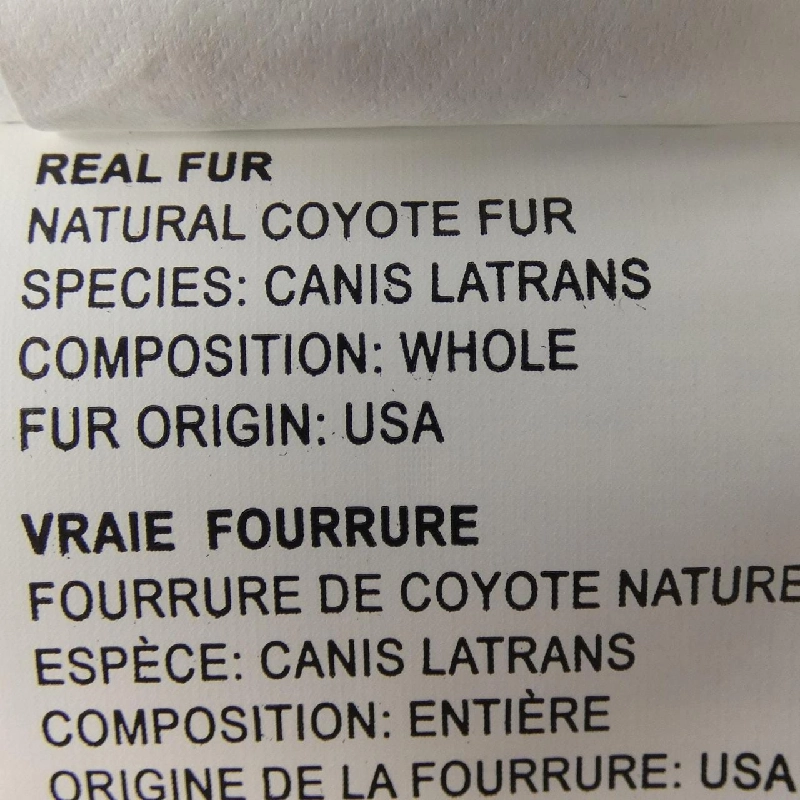 REAL FUR
NATURAL COYOTE FUR
SPECIES: CANIS LATRANS
COMPOSITION: WHOLE
FUR ORIGIN: USA
VRAIE FOURRURE
FOURRURE DE COYOTE NATURE
ESPÈCE: CANIS LATRANS
COMPOSITION: ENTIÈRE
ORIGINE DE LA FOURRURE: USA